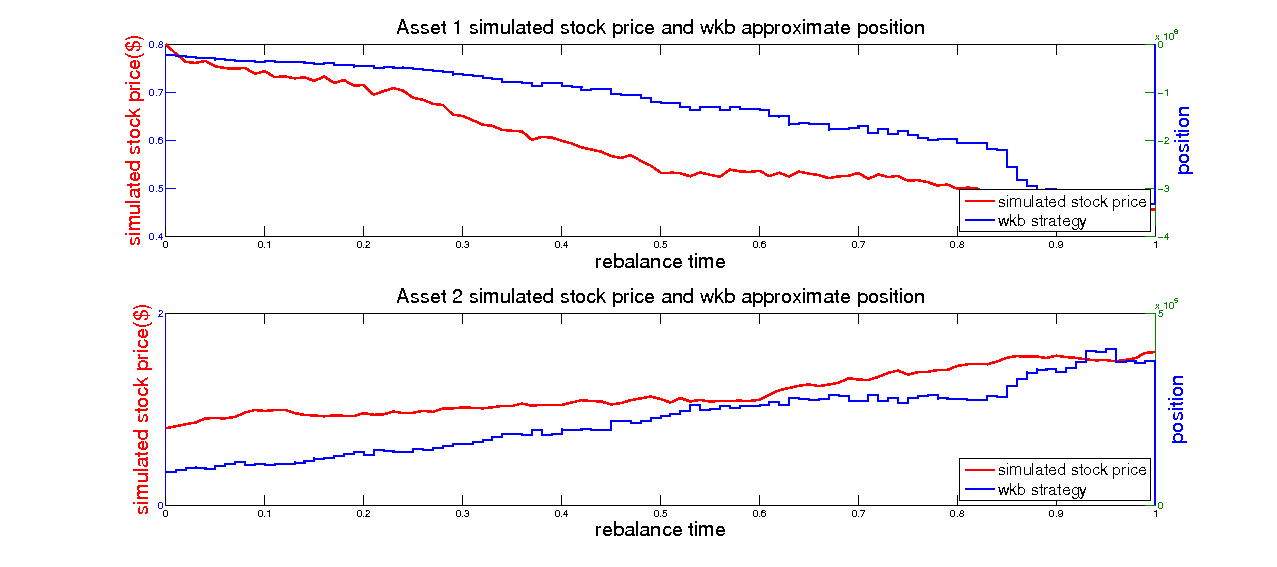 Asset 1 simulated stock price and wkb approximate position
simulated stock price($)
0.8
0.7
0.6
0.5
0.4
0
−1
−2
−3
−4
position
simulated stock price
wkb strategy
0 0.1 0.2 0.3 0.4 0.5 0.6 0.7 0.8 0.9 1
rebalance time
Asset 2 simulated stock price and wkb approximate position
simulated stock price($)
2
1
0
5
0
position
simulated stock price
wkb strategy
0 0.1 0.2 0.3 0.4 0.5 0.6 0.7 0.8 0.9 1
rebalance time